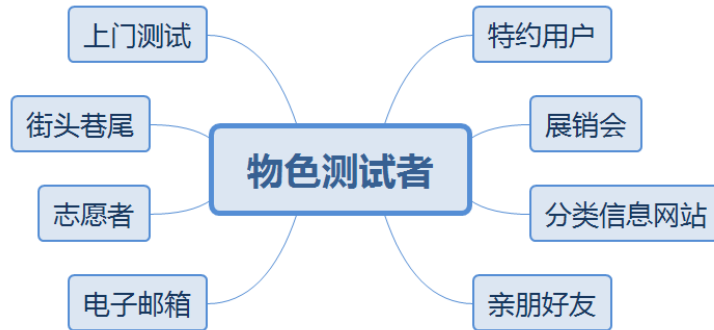 上门测试
特约用户
街头巷尾
展销会
物色测试者
志愿者
分类信息网站
电子邮箱
亲朋好友